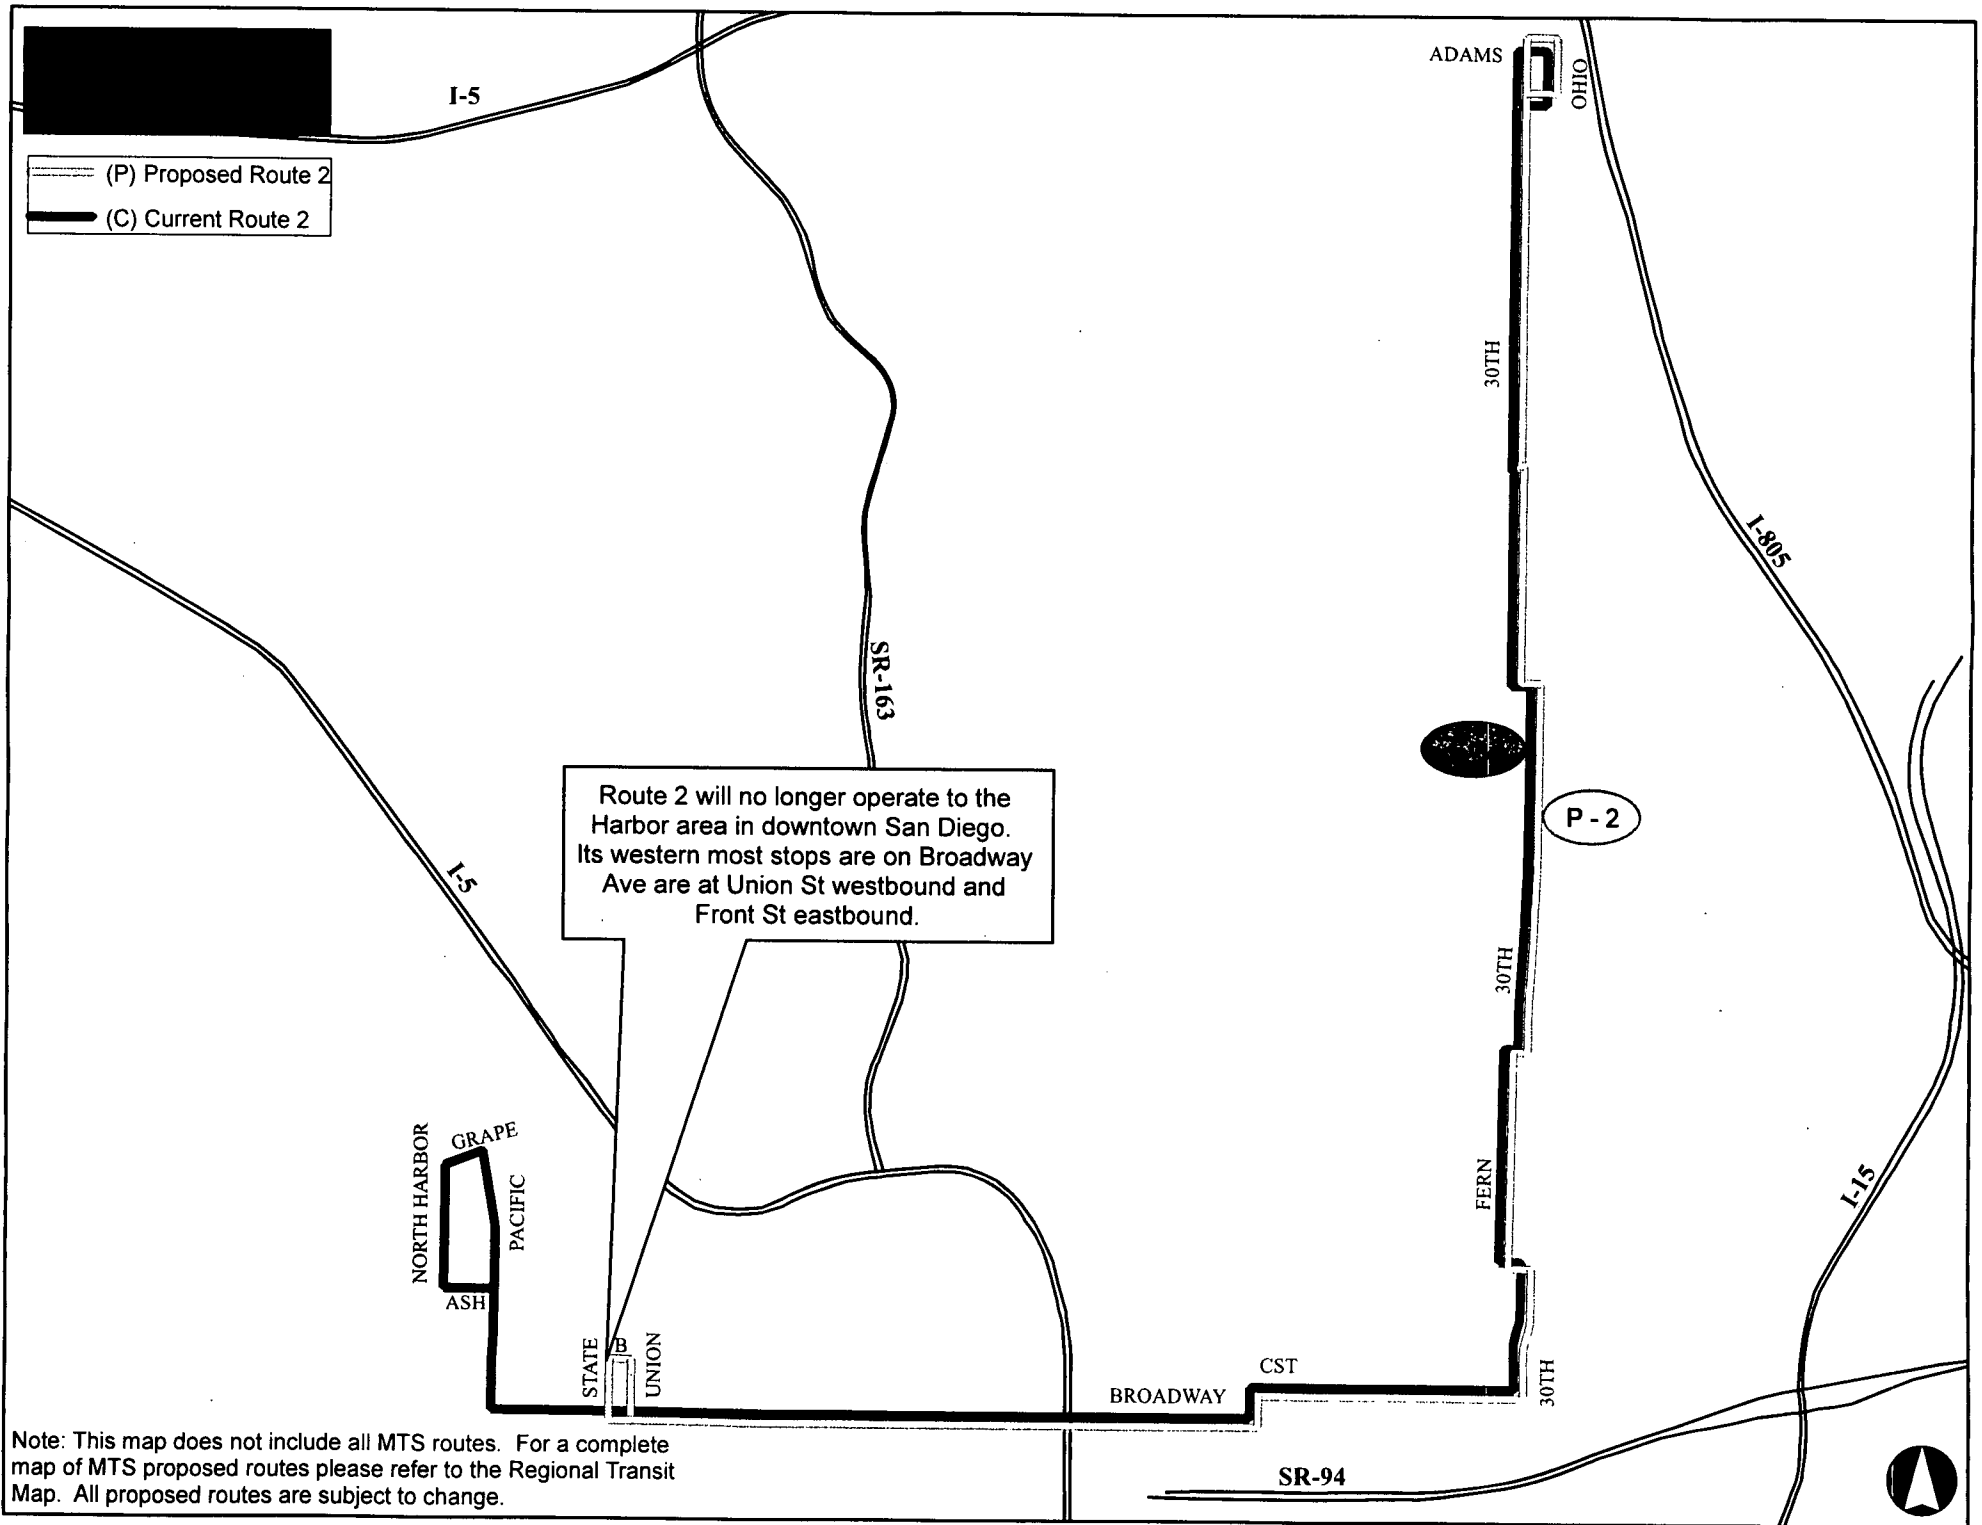 I-5
ADAMS
OHIO
(P) Proposed Route 2
(C) Current Route 2
30TH
I-805
SR-163
Route 2 will no longer operate to the
Harbor area in downtown San Diego.
Its western most stops are on Broadway
Ave are at Union St westbound and
Front St eastbound.
P - 2
I-5
30TH
NORTH HARBOR
GRAPE
PACIFIC
ASH
FERN
I-15
STATE
B
UNION
CST
BROADWAY
30TH
Note: This map does not include all MTS routes. For a complete
map of MTS proposed routes please refer to the Regional Transit
Map. All proposed routes are subject to change.
SR-94